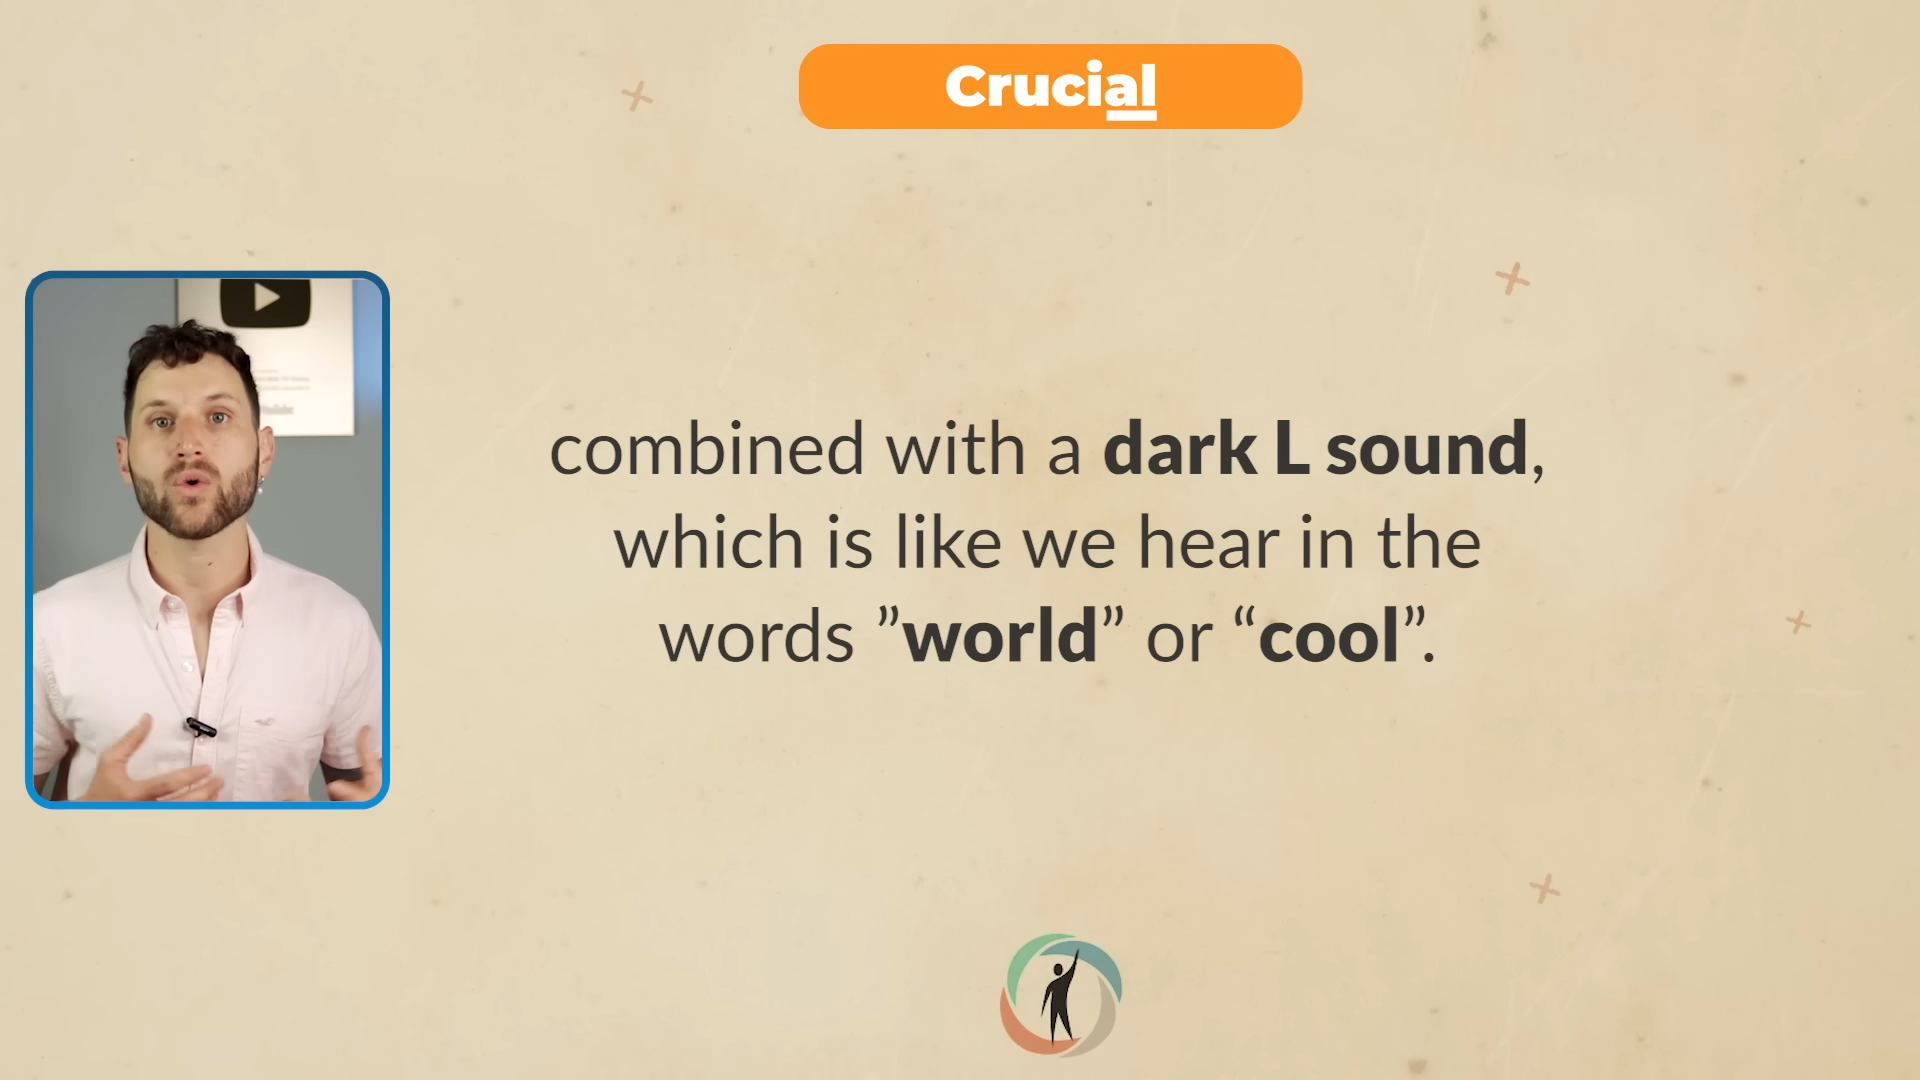 Crucial
combined with a dark L sound,
which is like we hear in the
words ”world” or “cool”.